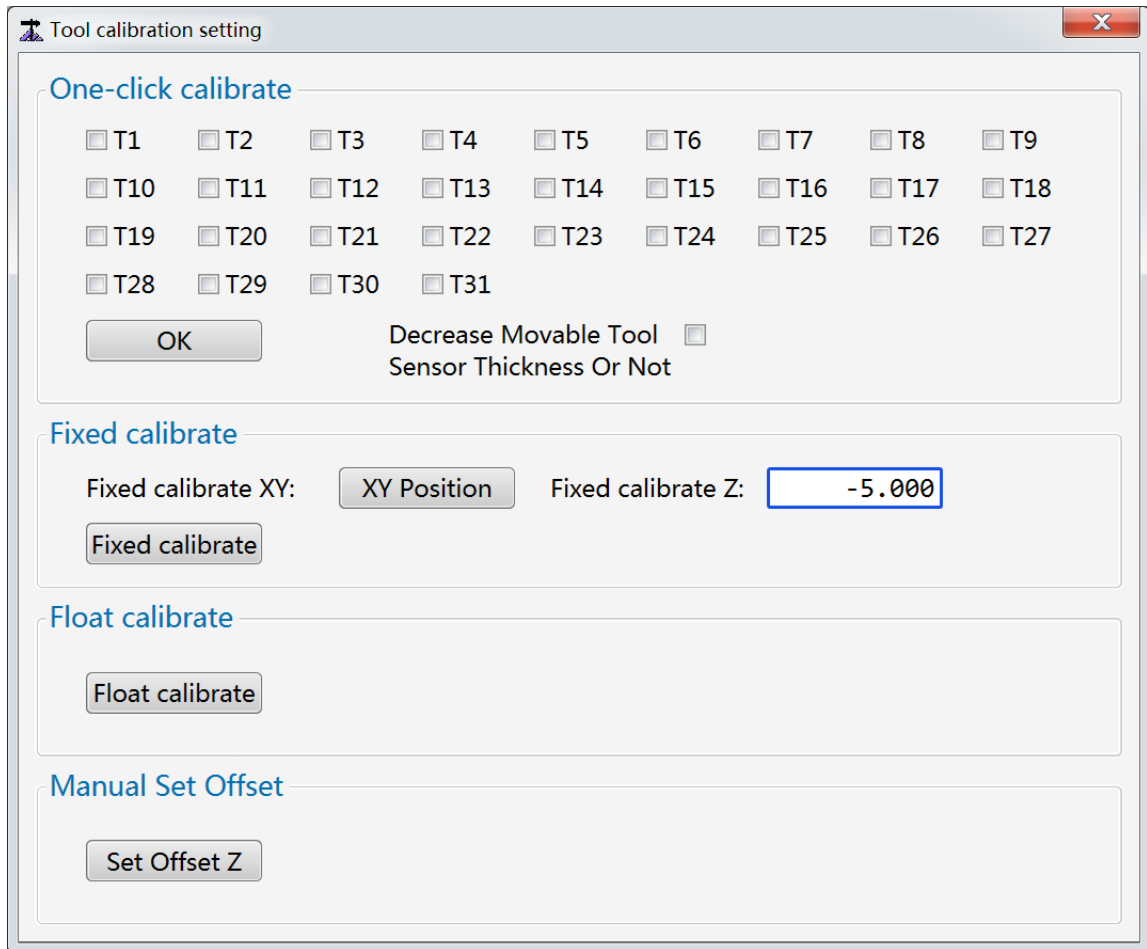 Tool calibration setting
One-click calibrate
T1 T2 T3 T4 T5 T6 T7 T8 T9
T10 T11 T12 T13 T14 T15 T16 T17 T18
T19 T20 T21 T22 T23 T24 T25 T26 T27
T28 T29 T30 T31
OK Decrease Movable Tool
Sensor Thickness Or Not
Fixed calibrate
Fixed calibrate XY: XY Position Fixed calibrate Z: -5.000
Fixed calibrate
Float calibrate
Float calibrate
Manual Set Offset
Set Offset Z